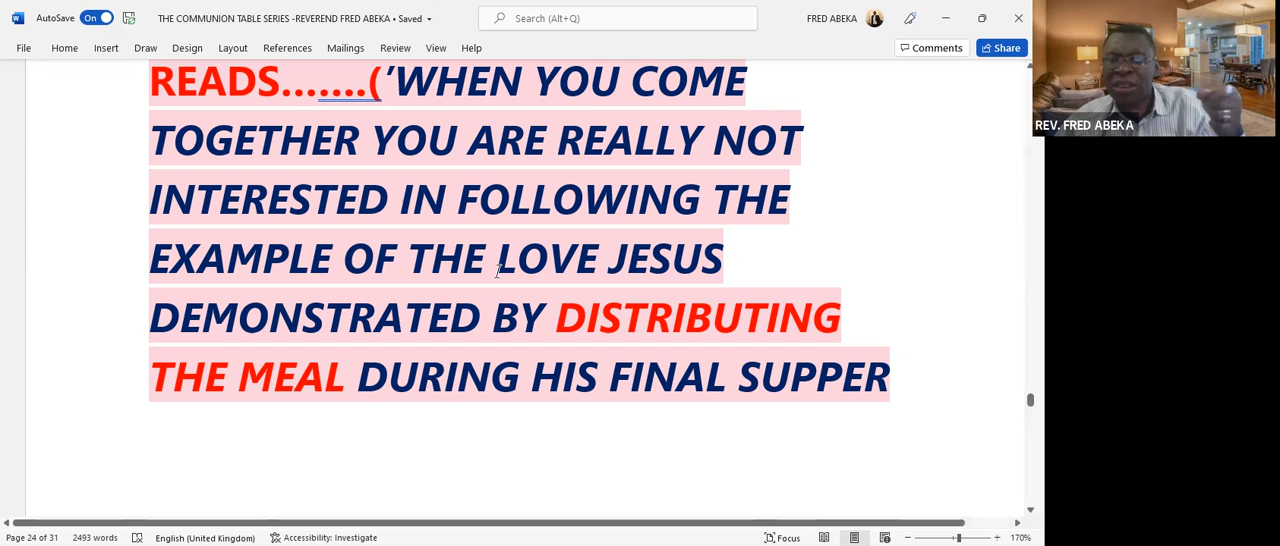 AutoSave On THE COMMUNION TABLE SERIES -REVEREND FRED ABEKA • Saved Search (Alt+Q) FRED ABEKA
File Home Insert Draw Design Layout References Mailings Review View Help Comments Share
READS.......(‘WHEN YOU COME
TOGETHER YOU ARE REALLY NOT
INTERESTED IN FOLLOWING THE
EXAMPLE OF THE LOVE JESUS
DEMONSTRATED BY DISTRIBUTING
THE MEAL DURING HIS FINAL SUPPER
REV. FRED ABEKA
Page 24 of 31 2493 words English (United Kingdom) Accessibility: Investigate Focus 170%